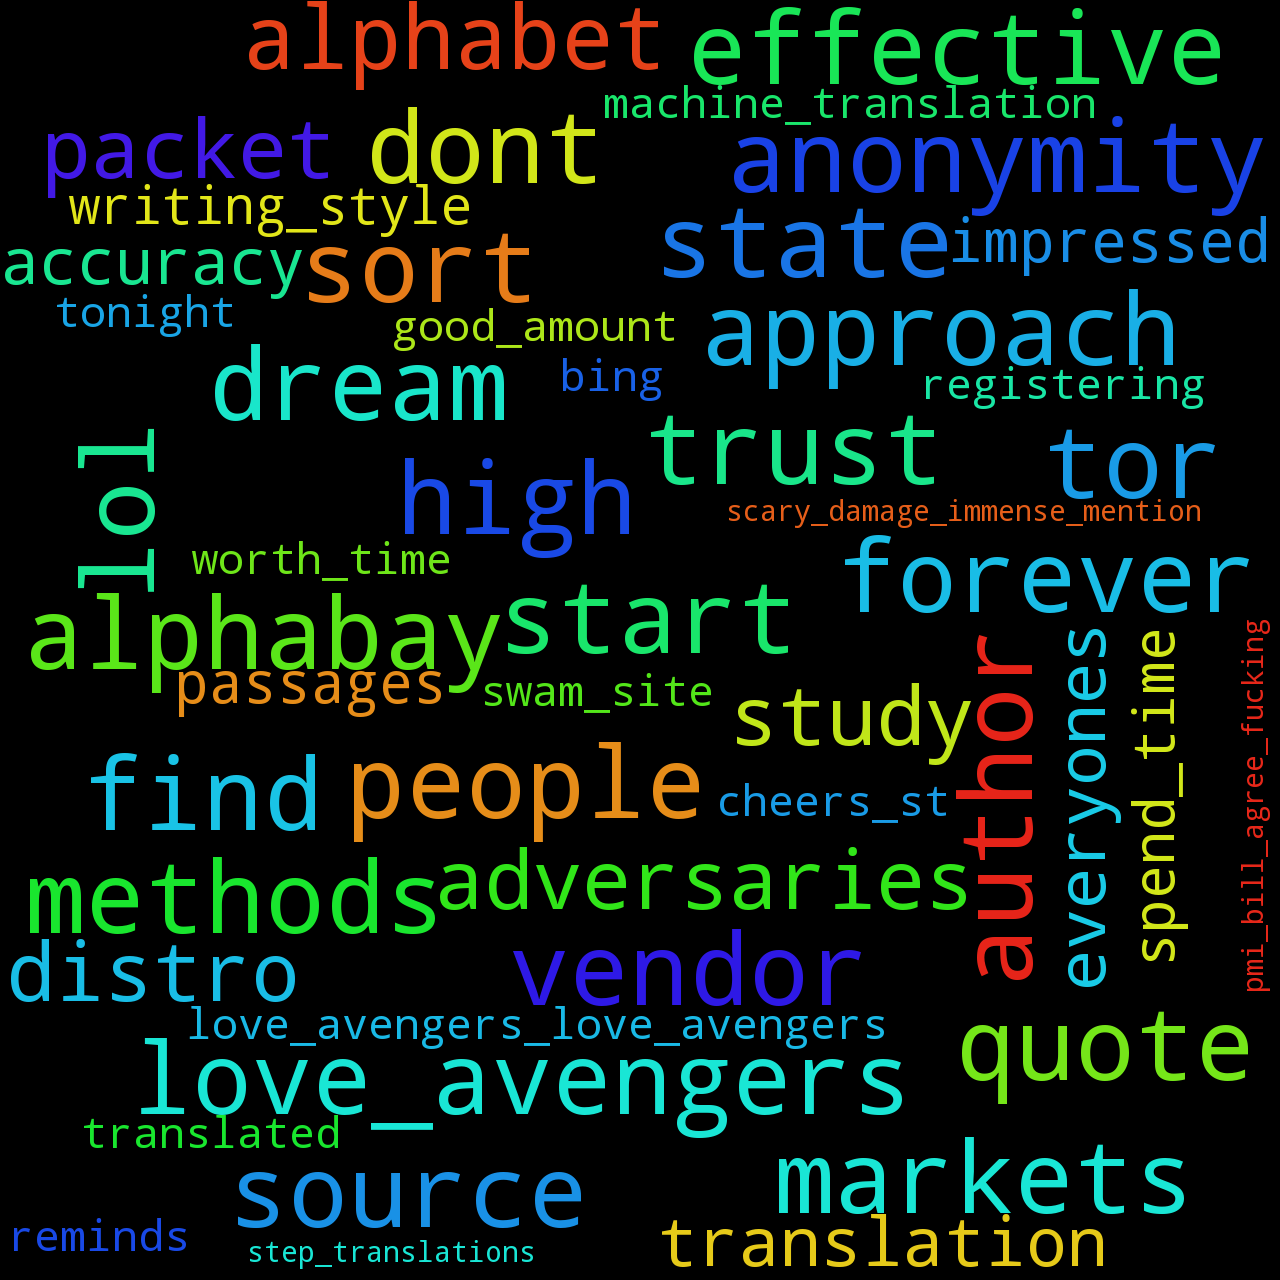 alphabet
effective
machine_translation
packet
dont
anonymity
writing_style
state
impressed
accuracy
sort
tonight
good_amount
approach
dream
bing
registering
lol
high
trust
tor
scary_damage_immense_mention
worth_time
forever
alphabay
start
passages
swam_site
study
author
everyones
spend_time
pmi_bill_agree_fucking
find
people
cheers_st
methods
adversaries
distro
vendor
love_avengers_love_avengers
quote
love_avengers
translated
markets
source
reminds
step_translations
translation